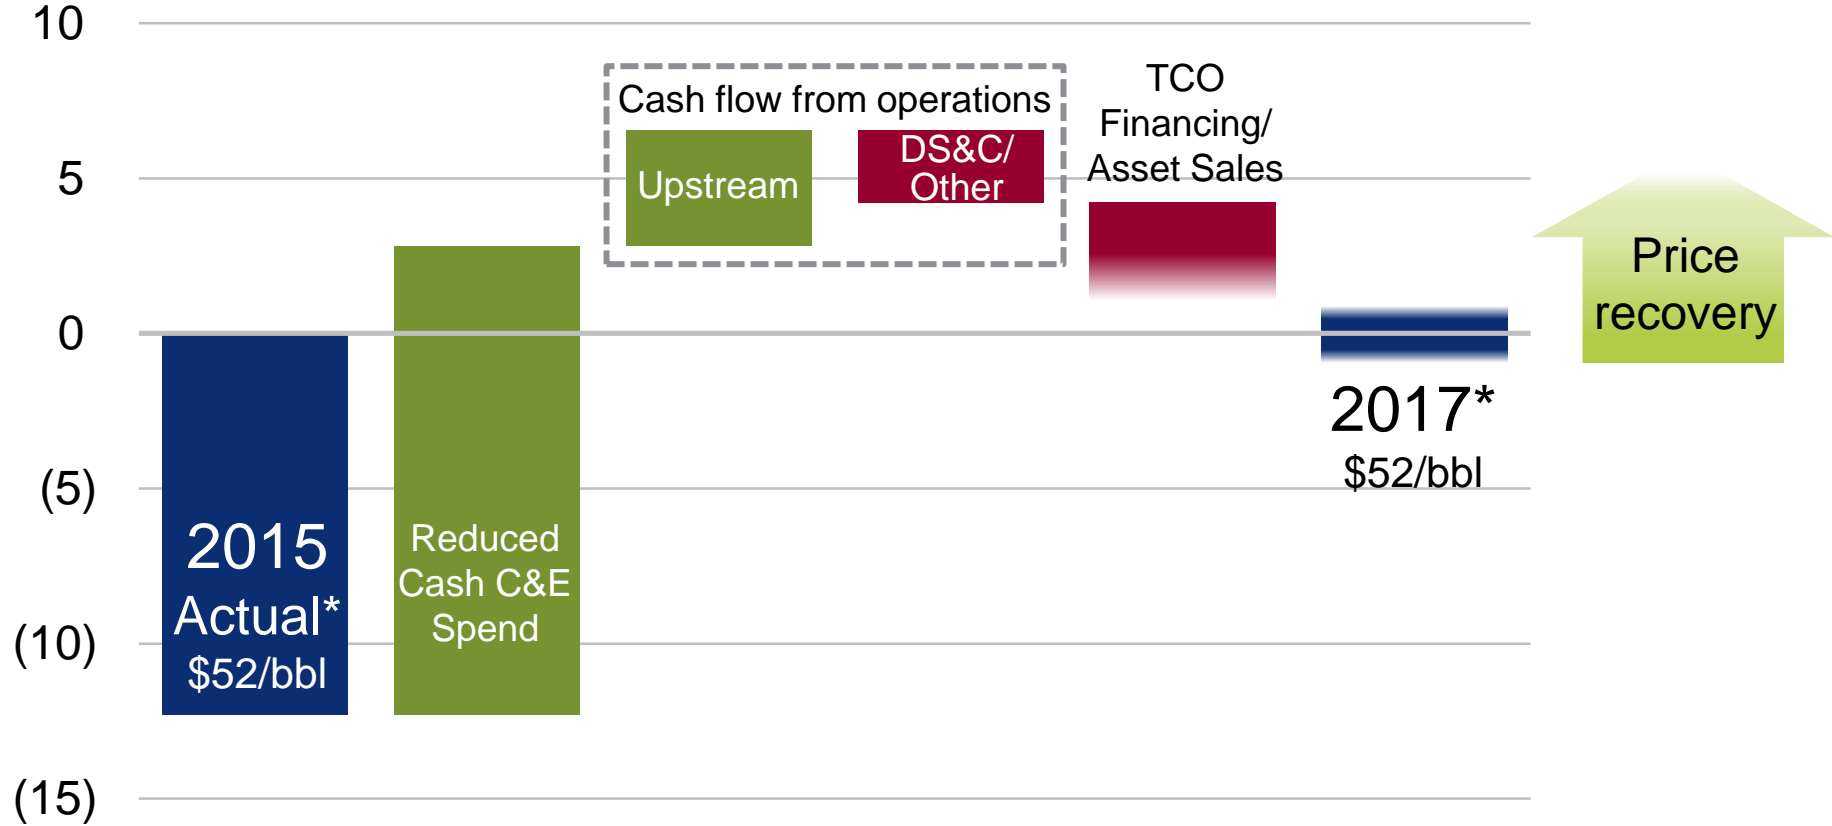 10
5
0
(5)
(10)
(15)
2015
Actual*
$52/bbl
Reduced
Cash C&E
Spend
Cash flow from operations
Upstream
DS&C/
Other
TCO
Financing/
Asset Sales
2017*
$52/bbl
Price
recovery